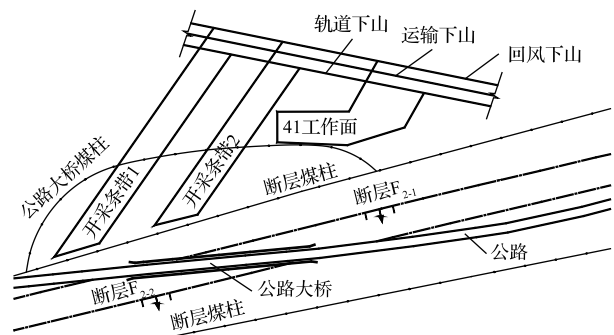 轨道下山
运输下山
回风下山
41工作面
公路大桥煤柱
开采条带1
开采条带2
断层煤柱
断层F2-1
公路
断层F2-2
公路大桥
断层煤柱